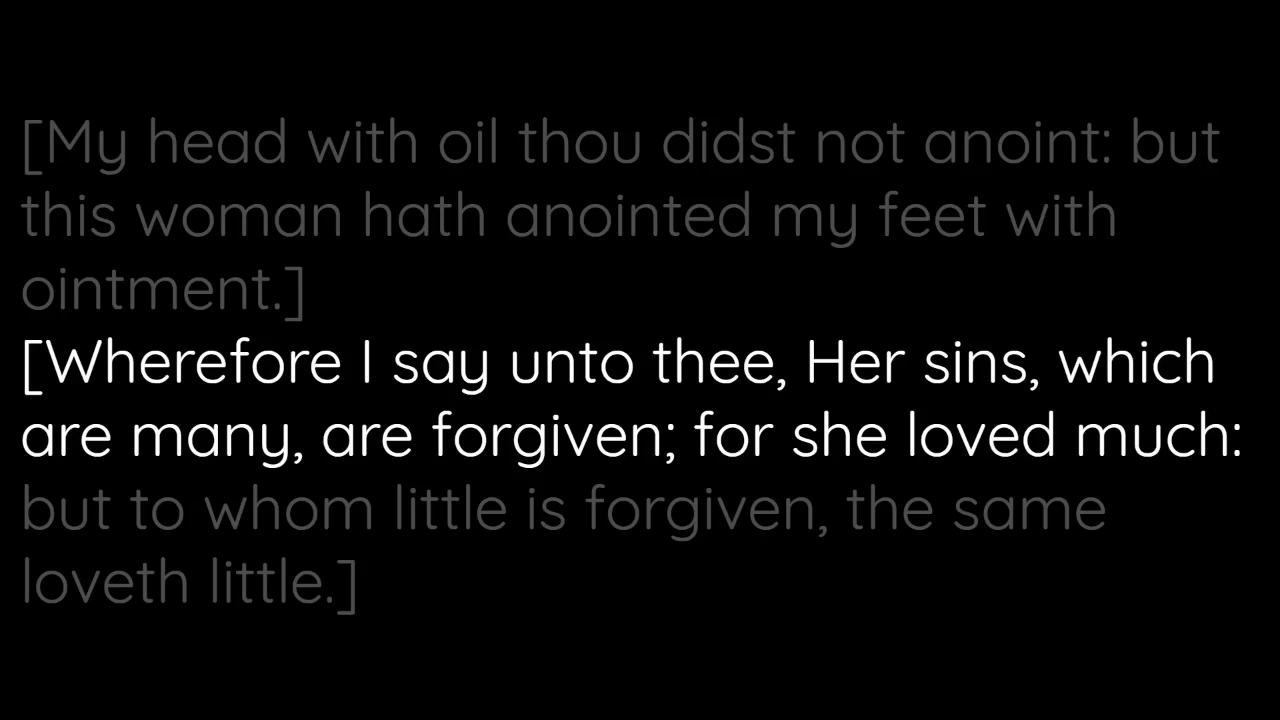 [My head with oil thou didst not anoint: but
this woman hath anointed my feet with
ointment.]
[Wherefore I say unto thee, Her sins, which
are many, are forgiven; for she loved much:
but to whom little is forgiven, the same
loveth little.]